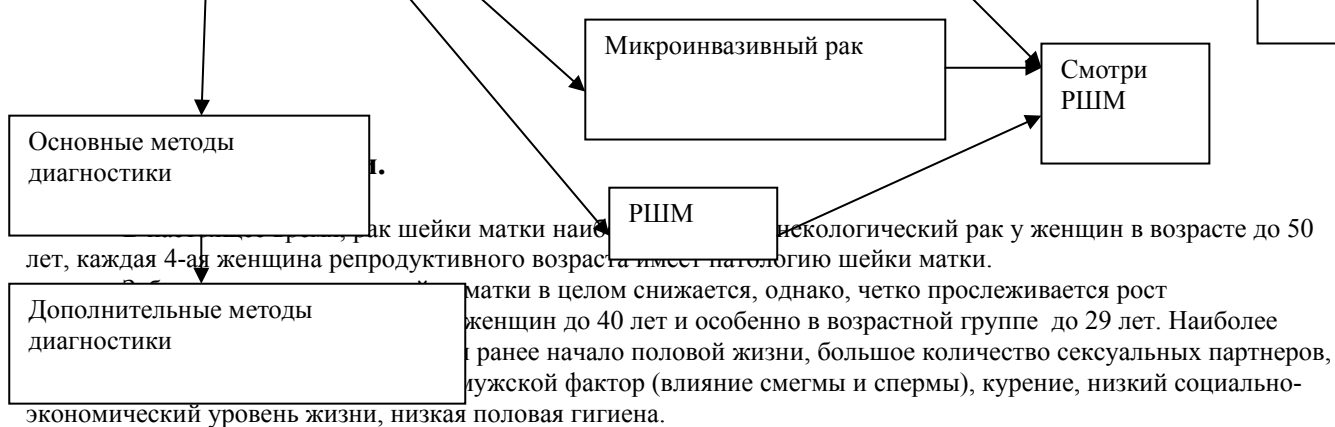 Микроинвазивный рак
Смотри
РШМ
Основные методы
диагностики
РШМ
рак шейки матки гинекологический рак у женщин в возрасте до 50
лет, каждая 4-ая женщина репродуктивного возраста имеет патологию шейки матки.
матки в целом снижается, однако, четко прослеживается рост
Дополнительные методы
диагностики
женщин до 40 лет и особенно в возрастной группе до 29 лет. Наиболее
ранее начало половой жизни, большое количество сексуальных партнеров,
мужской фактор (влияние смегмы и спермы), курение, низкий социально-
экономический уровень жизни, низкая половая гигиена.